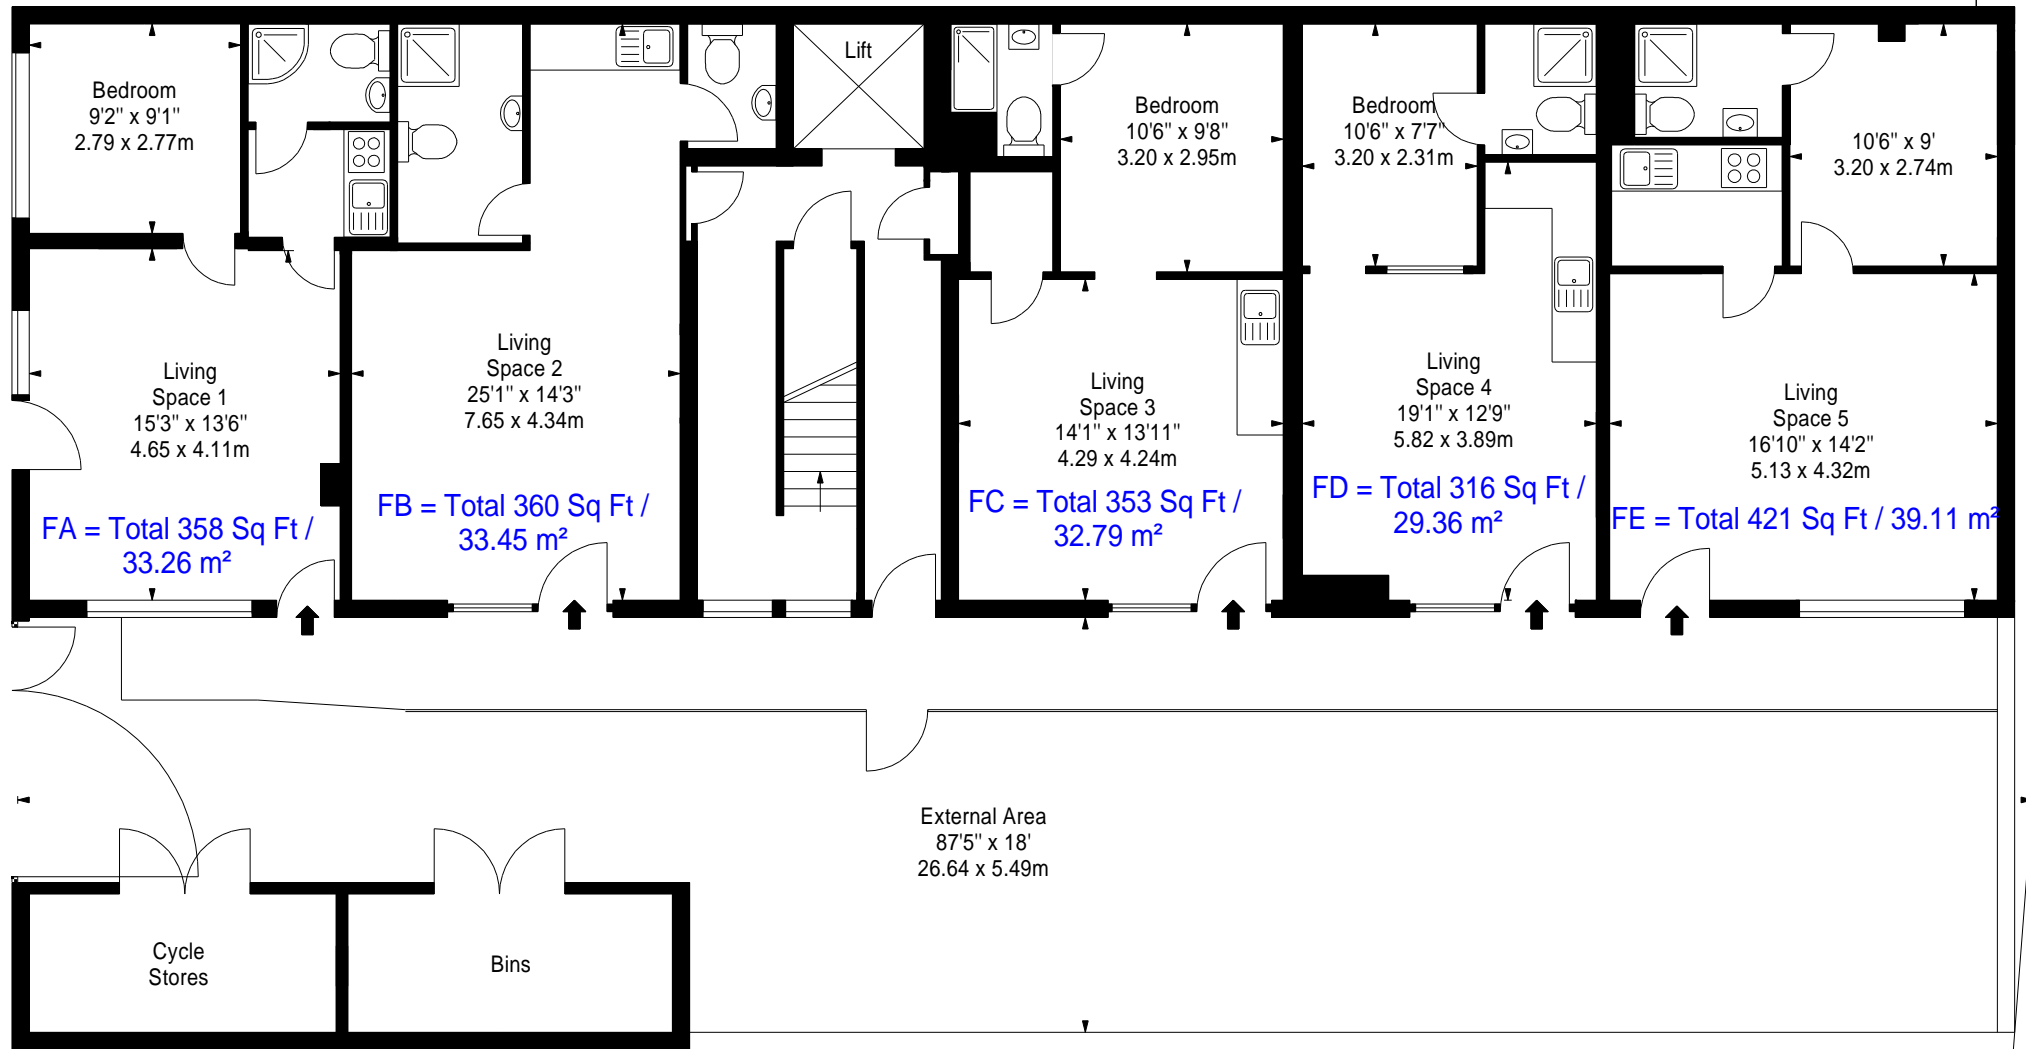 Bedroom
9'2" x 9'1"
2.79 x 2.77m
Lift
Bedroom
10'6" x 9'8"
3.20 x 2.95m
Bedroom
10'6" x 7'7"
3.20 x 2.31m
10'6" x 9'
3.20 x 2.74m
Living
Space 1
15'3" x 13'6"
4.65 x 4.11m
FA = Total 358 Sq Ft /
33.26 m²
Living
Space 2
25'1" x 14'3"
7.65 x 4.34m
FB = Total 360 Sq Ft /
33.45 m²
Living
Space 3
14'1" x 13'11"
4.29 x 4.24m
FC = Total 353 Sq Ft /
32.79 m²
Living
Space 4
19'1" x 12'9"
5.82 x 3.89m
FD = Total 316 Sq Ft /
29.36 m²
Living
Space 5
16'10" x 14'2"
5.13 x 4.32m
FE = Total 421 Sq Ft / 39.11 m²
External Area
87'5" x 18'
26.64 x 5.49m
Cycle
Stores
Bins